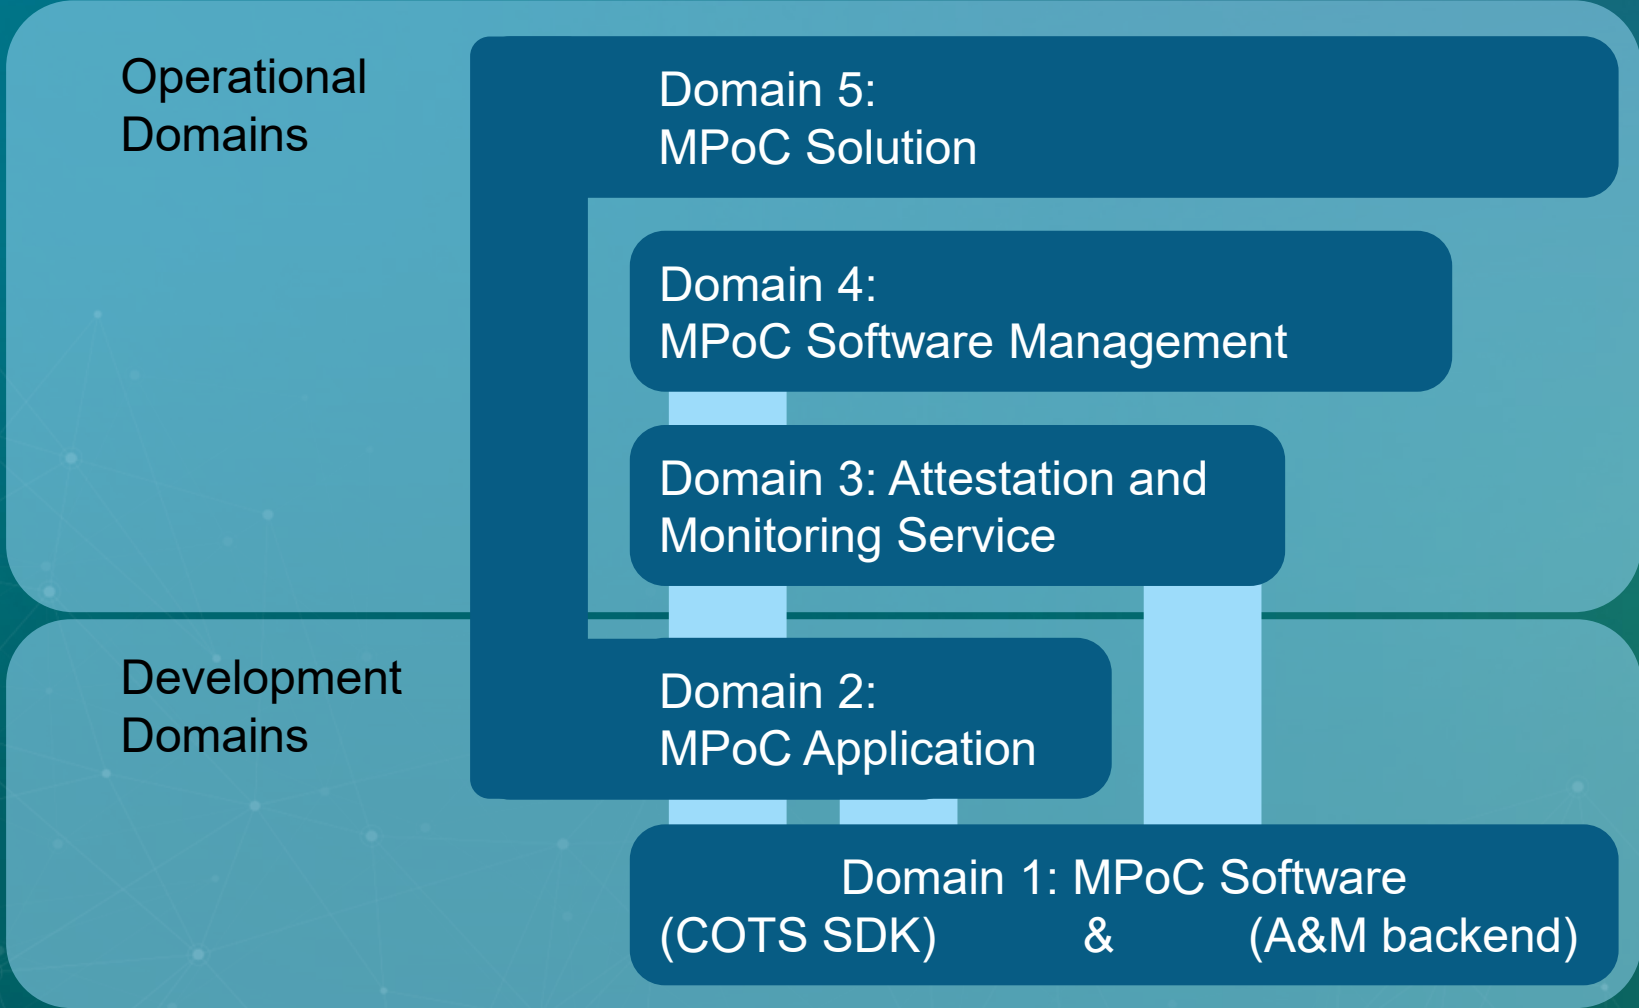 Operational
Domains
Domain 5:
MPoC Solution
Domain 4:
MPoC Software Management
Domain 3: Attestation and
Monitoring Service
Development
Domains
Domain 2:
MPoC Application
Domain 1: MPoC Software
(COTS SDK) & (A&M backend)